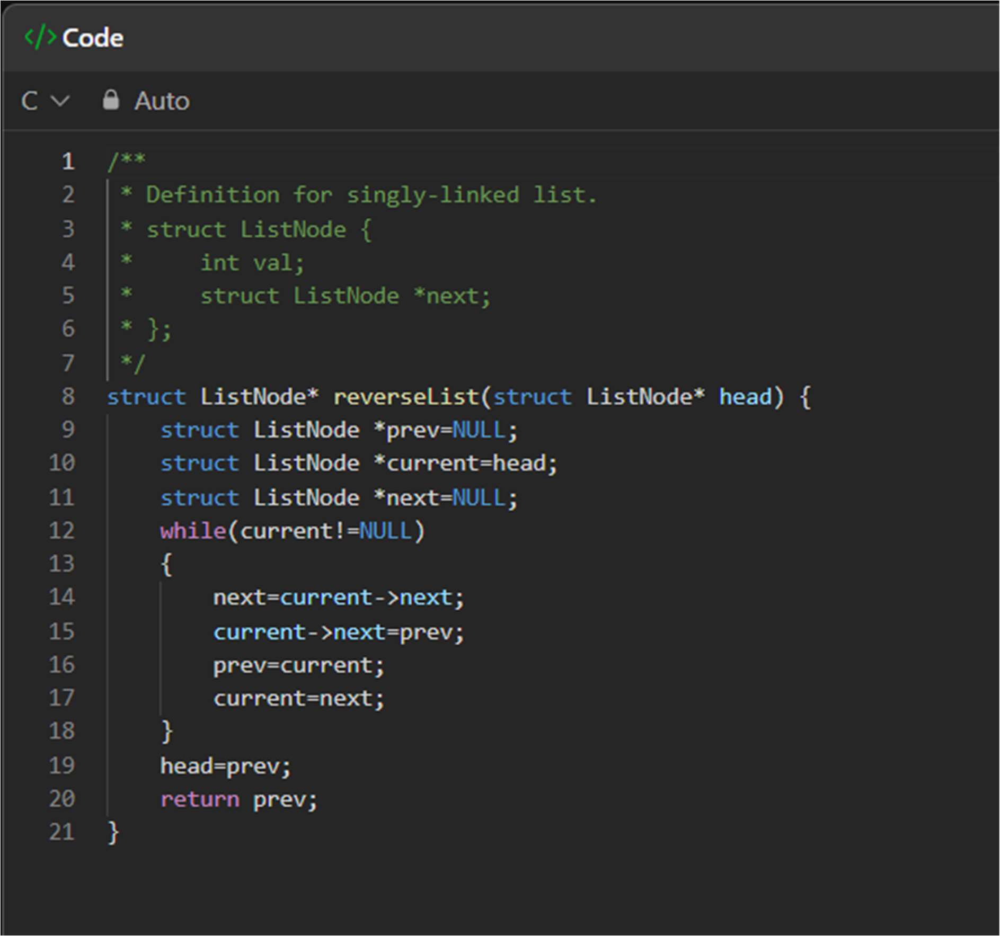 </> Code
C Auto
1 /**
2  * Definition for singly-linked list.
3  * struct ListNode {
4  *     int val;
5  *     struct ListNode *next;
6  * };
7  */
8 struct ListNode* reverseList(struct ListNode* head) {
9     struct ListNode *prev=NULL;
10     struct ListNode *current=head;
11     struct ListNode *next=NULL;
12     while(current!=NULL)
13     {
14         next=current->next;
15         current->next=prev;
16         prev=current;
17         current=next;
18     }
19     head=prev;
20     return prev;
21 }